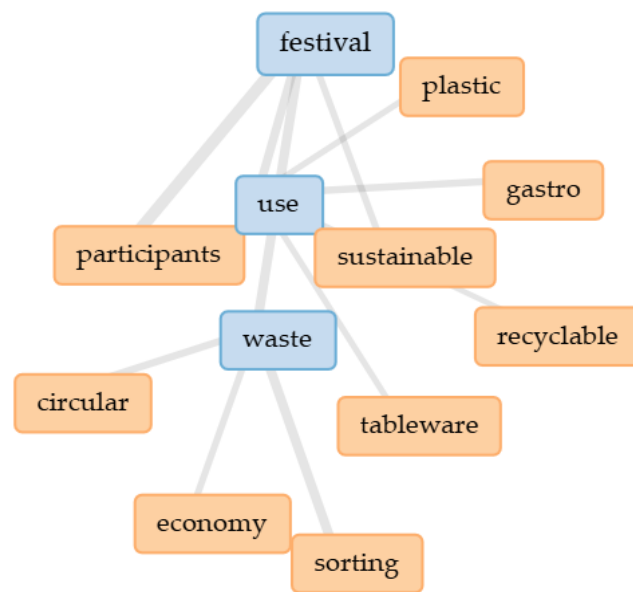 festival
plastic
gastro
use
participants
sustainable
recyclable
waste
circular
tableware
economy
sorting